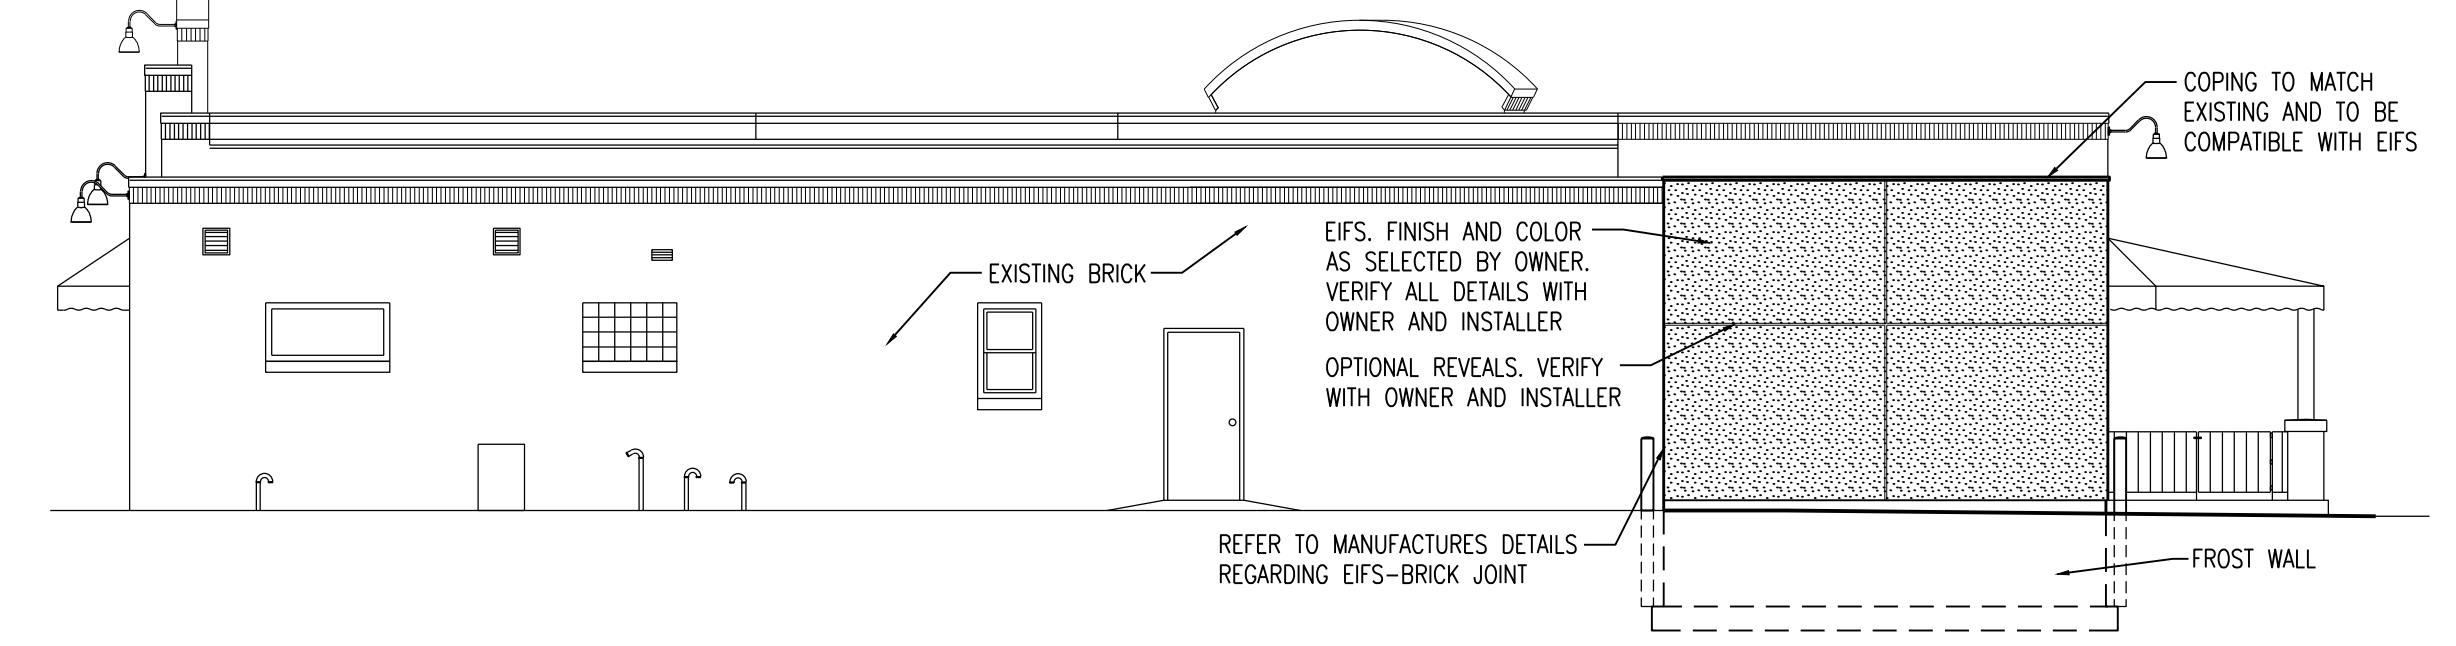 COPING TO MATCH
EXISTING AND TO BE
COMPATIBLE WITH EIFS
EIFS. FINISH AND COLOR
AS SELECTED BY OWNER.
VERIFY ALL DETAILS WITH
OWNER AND INSTALLER
EXISTING BRICK
OPTIONAL REVEALS. VERIFY
WITH OWNER AND INSTALLER
REFER TO MANUFACTURES DETAILS
REGARDING EIFS-BRICK JOINT
FROST WALL